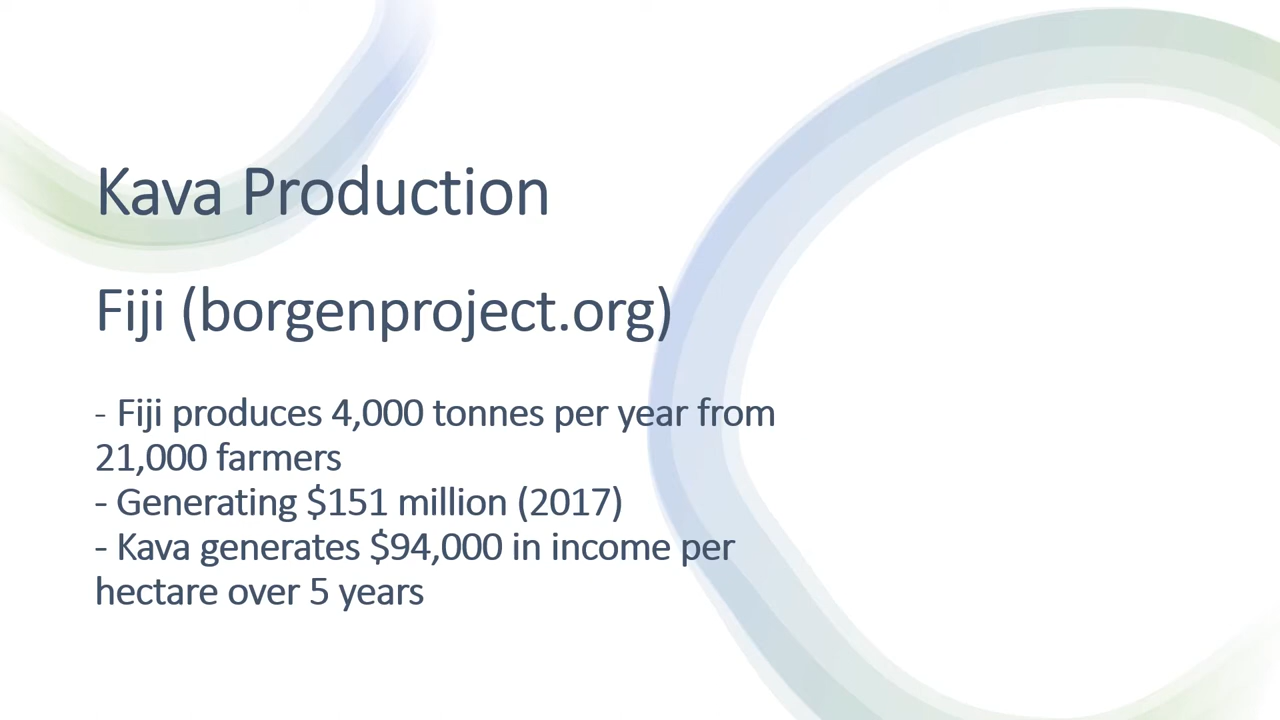 Kava Production
Fiji (borgenproject.org)
- Fiji produces 4,000 tonnes per year from
21,000 farmers
- Generating $151 million (2017)
- Kava generates $94,000 in income per
hectare over 5 years